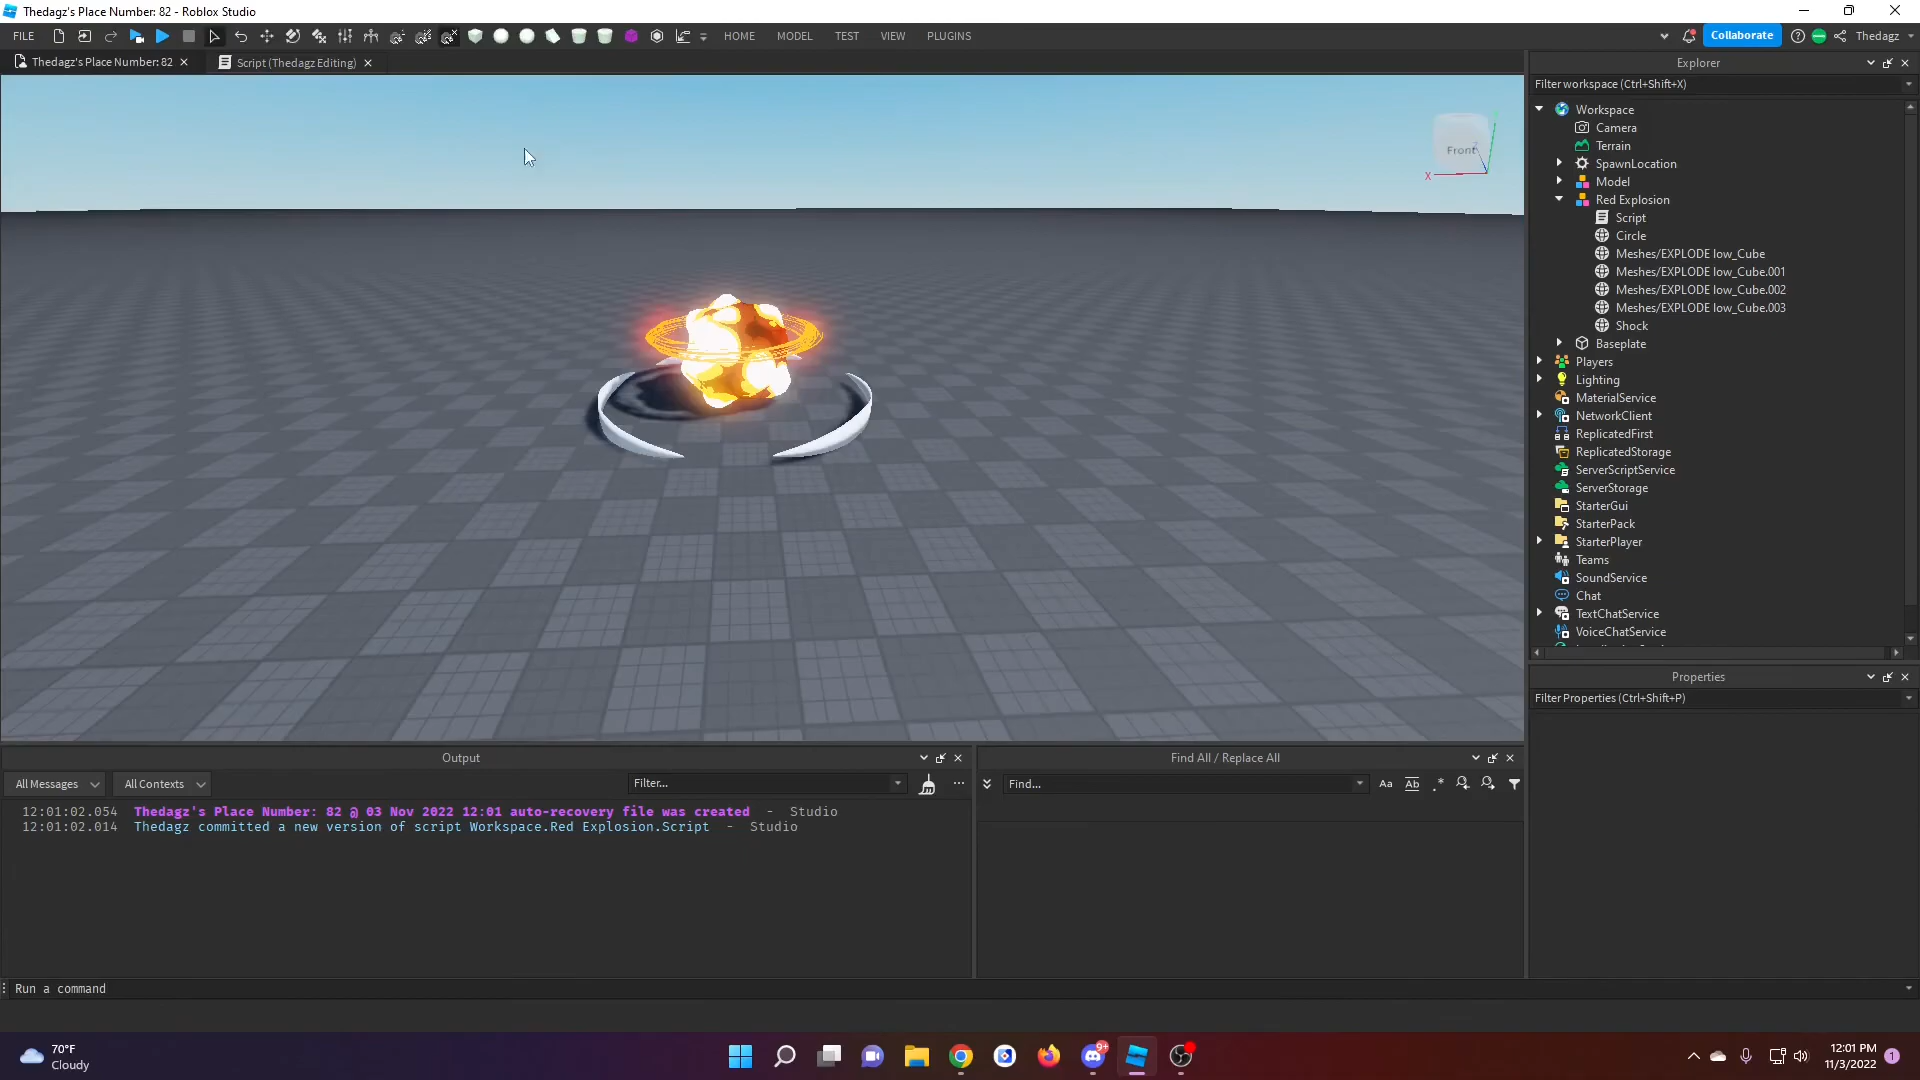 Thedagz's Place Number: 82 - Roblox Studio
FILE HOME MODEL TEST VIEW PLUGINS Collaborate Thedagz
Thedagz's Place Number: 82 Script (Thedagz Editing)
Explorer
Filter workspace (Ctrl+Shift+X)
Workspace
Camera
Terrain
SpawnLocation
Model
Red Explosion
Script
Circle
Meshes/EXPLODE low_Cube
Meshes/EXPLODE low_Cube.001
Meshes/EXPLODE low_Cube.002
Meshes/EXPLODE low_Cube.003
Shock
Baseplate
Players
Lighting
MaterialService
NetworkClient
ReplicatedFirst
ReplicatedStorage
ServerScriptService
ServerStorage
StarterGui
StarterPack
StarterPlayer
Teams
SoundService
Chat
TextChatService
VoiceChatService
Front
X
Properties
Filter Properties (Ctrl+Shift+P)
Output
All Messages All Contexts Filter...
12:01:02.054 Thedagz's Place Number: 82 @ 03 Nov 2022 12:01 auto-recovery file was created - Studio
12:01:02.014 Thedagz committed a new version of script Workspace.Red Explosion.Script - Studio
Find All / Replace All
Find... Aa Ab .*
Run a command
70°F
Cloudy
9+
12:01 PM
11/3/2022
1